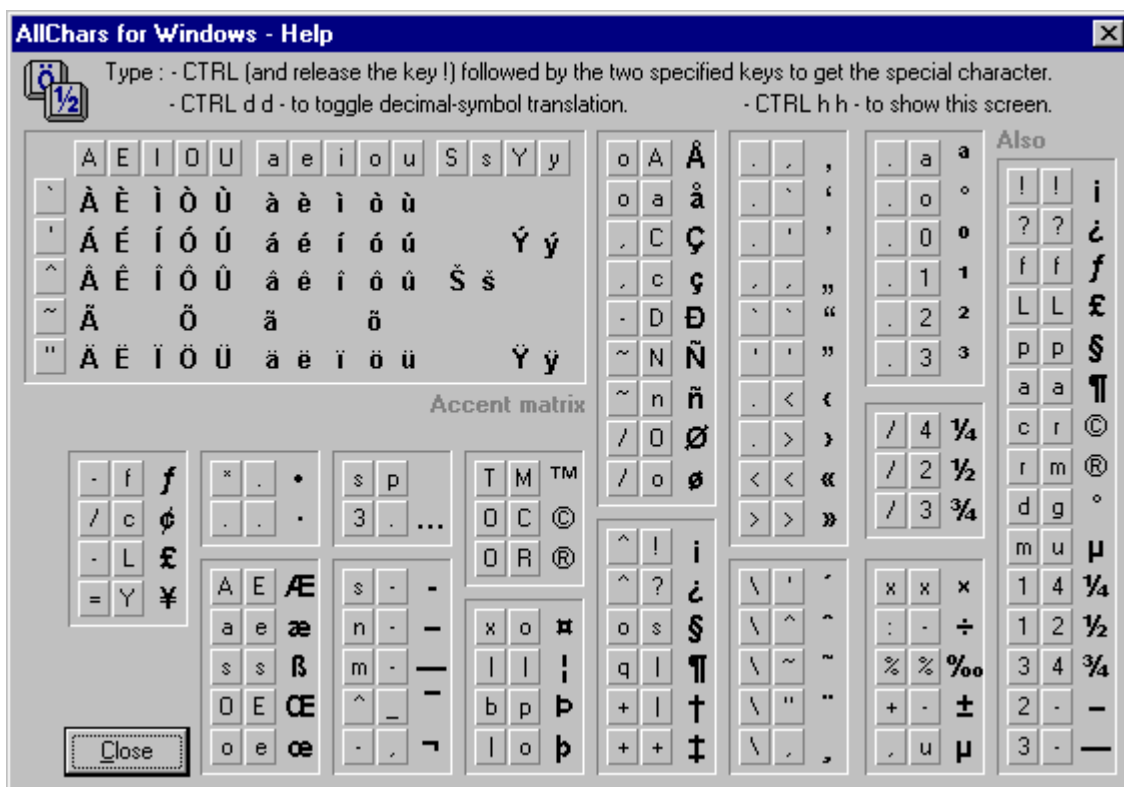 AllChars for Windows - Help
Type : - CTRL (and release the key !) followed by the two specified keys to get the special character.
- CTRL d d - to toggle decimal-symbol translation. - CTRL h h - to show this screen.
A E I O U a e i o u S s Y y
` À È Ì Ò Ù à è ì ò ù
' Á É Í Ó Ú á é í ó ú Ý ý
^ Â Ê Î Ô Û â ê î ô û Š š
~ Ã Õ ã õ
" Ä Ë Ï Ö Ü ä ë ï ö ü Ÿ ÿ
Accent matrix
o A Å
o a å
, C Ç
, c ç
- D Ð
~ N Ñ
~ n ñ
/ O Ø
/ o ø
. , ‚
. ` ‘
. ' ’
, , „
` ` “
' ' ”
. < ‹
. > ›
< < «
> > »
. a ª
. o °
. 0 º
. 1 ¹
. 2 ²
. 3 ³
/ 4 ¼
/ 2 ½
/ 3 ¾
Also
! ! ¡
? ? ¿
f f ƒ
L L £
p p §
a a ¶
c r ©
r m ®
d g °
m u µ
1 4 ¼
1 2 ½
3 4 ¾
2 - –
3 - —
- f ƒ
/ c ¢
- L £
= Y ¥
* . •
. . ·
s p
3 . …
T M ™
O C ©
O R ®
A E Æ
a e æ
s s ß
O E Œ
o e œ
s - -
n - –
m - —
^ _ ¯
- , ¬
x o ¤
| | ¦
b p Þ
l o þ
^ ! ¡
^ ? ¿
o s §
q | ¶
+ | †
+ + ‡
\ ' ´
\ ^ ˆ
\ ~ ˜
\ " ¨
\ , ¸
x x ×
: - ÷
% % ‰
+ - ±
, u µ
Close